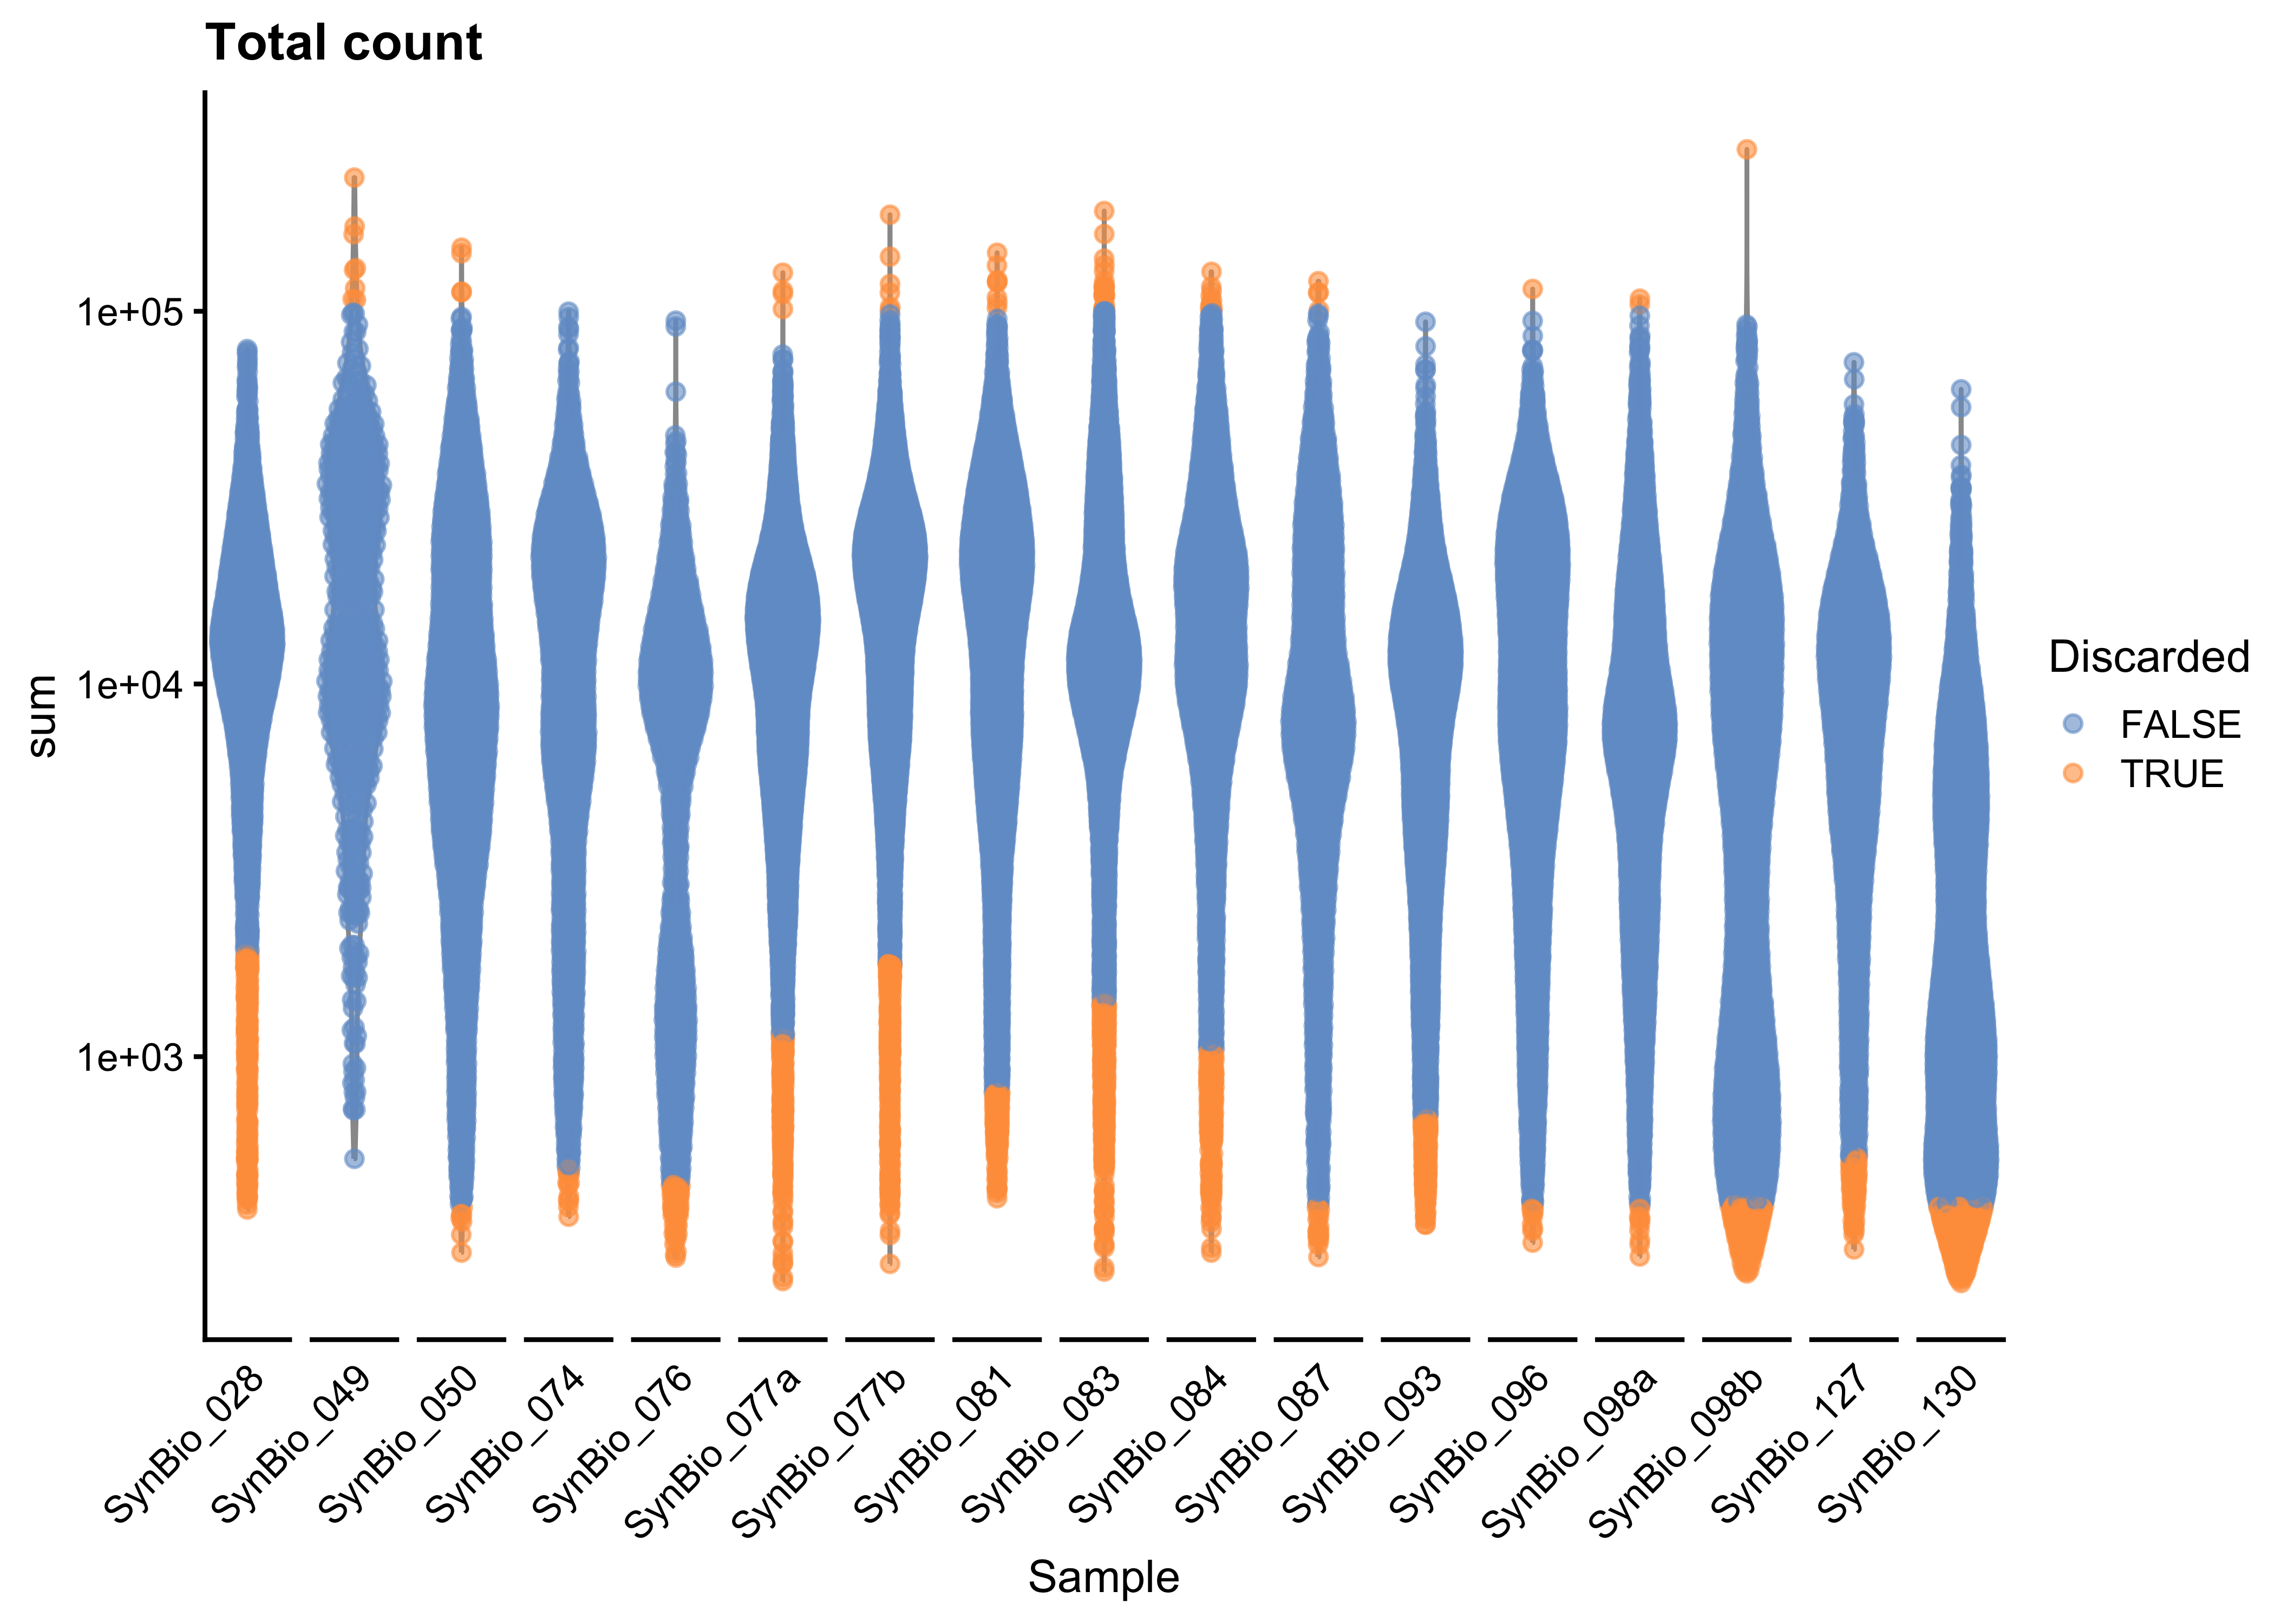 Total count
sum
1e+05
1e+04
1e+03
SynBio_028
SynBio_049
SynBio_050
SynBio_074
SynBio_076
SynBio_077a
SynBio_077b
SynBio_081
SynBio_083
SynBio_084
SynBio_087
SynBio_093
SynBio_096
SynBio_098a
SynBio_098b
SynBio_127
SynBio_130
Sample
Discarded
FALSE
TRUE